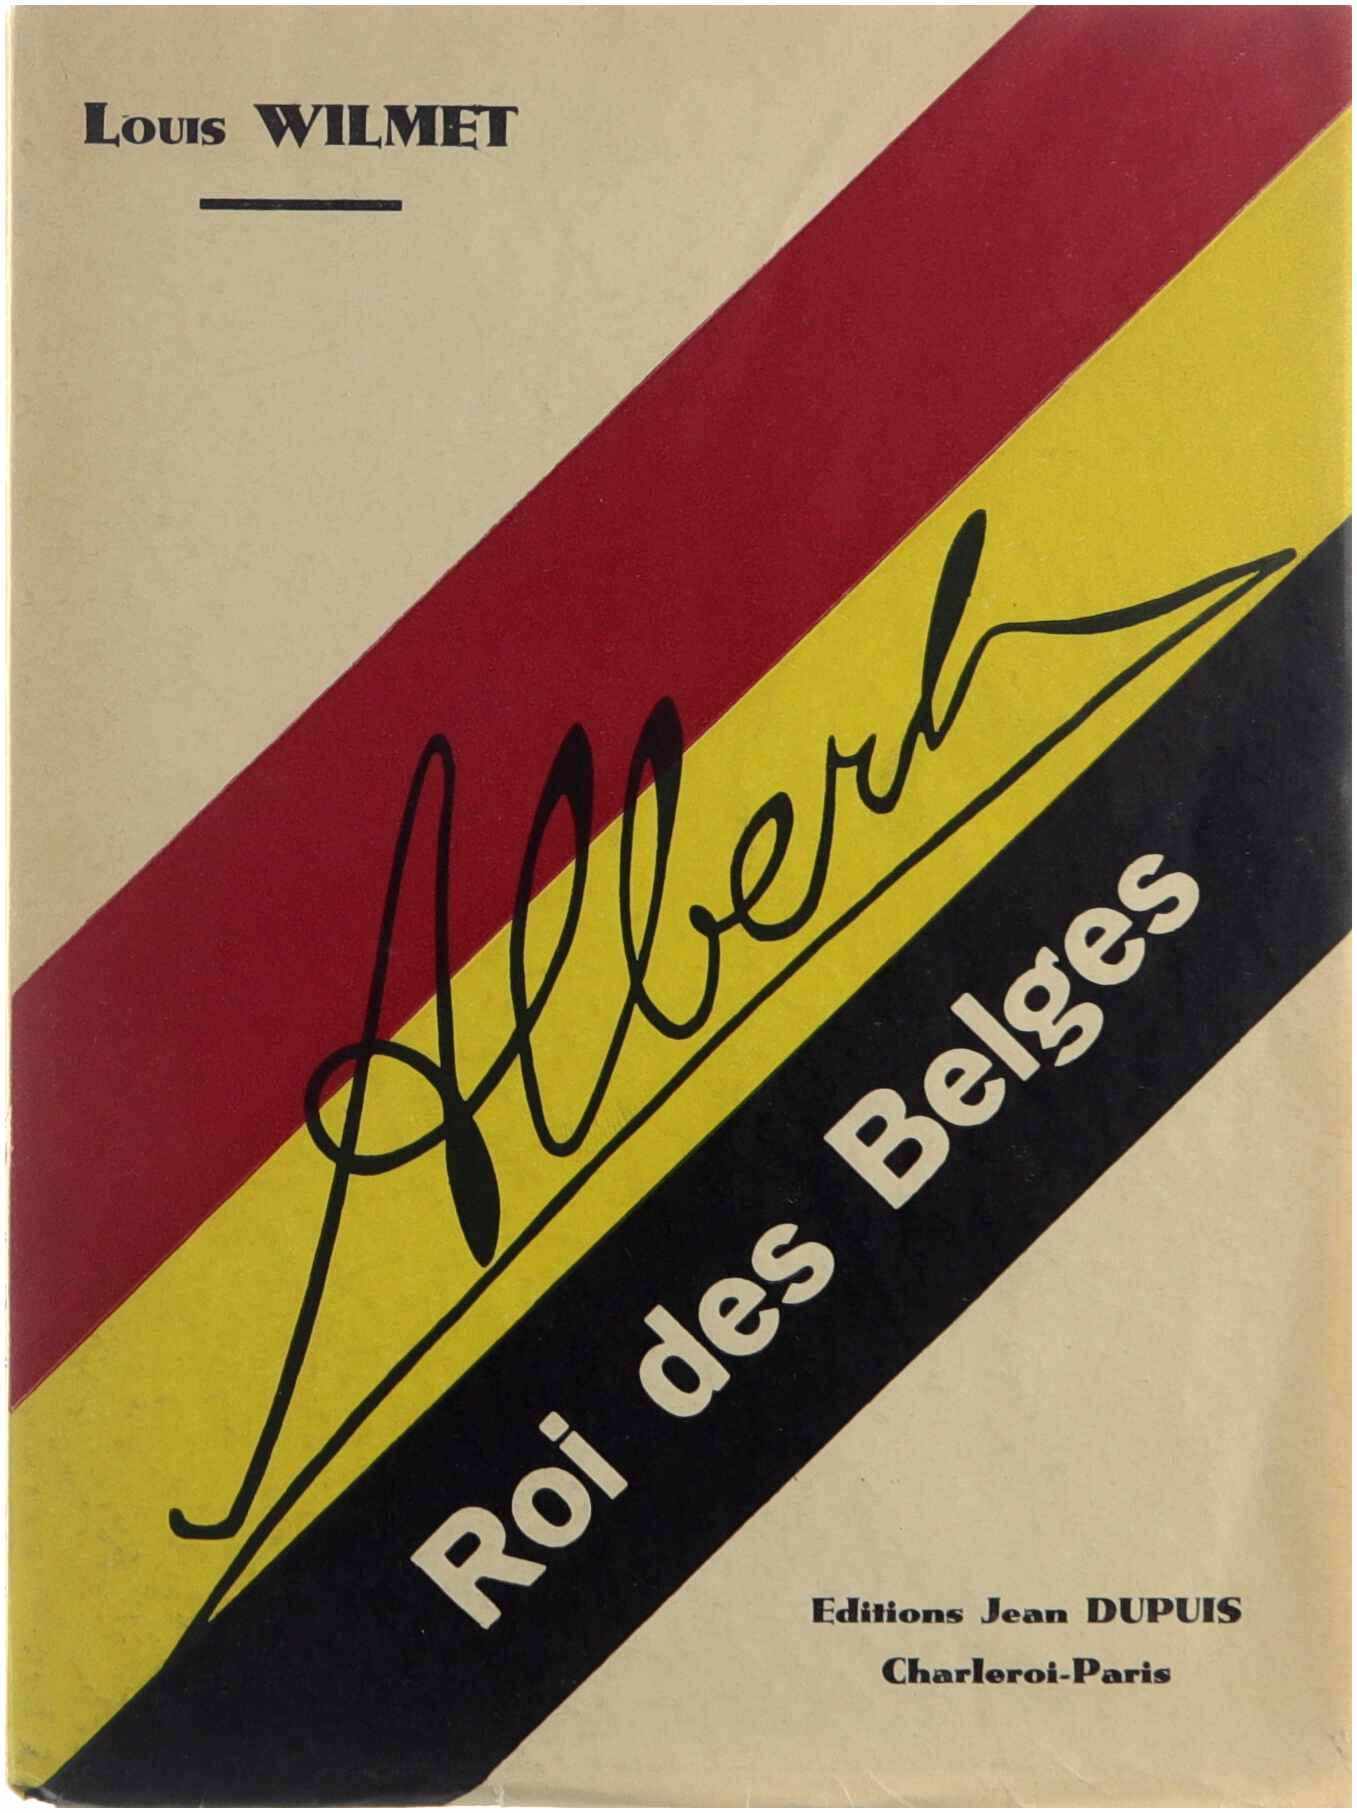 Louis WILMET
Albert
Roi des Belges
Editions Jean DUPUIS
Charleroi-Paris